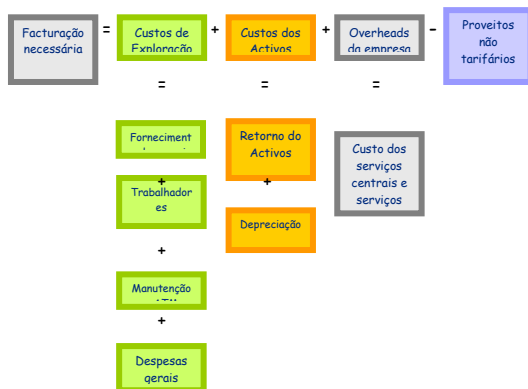 Facturação
necessária
=
Custos de
Exploração
+
Custos dos
Activos
+
Overheads
da empresa
-
Proveitos
não
tarifários
=
=
=
Forneciment
+
Trabalhador
es
+
Manutenção
+
Despesas
gerais
Retorno do
Activos
+
Depreciação
Custo dos
serviços
centrais e
serviços